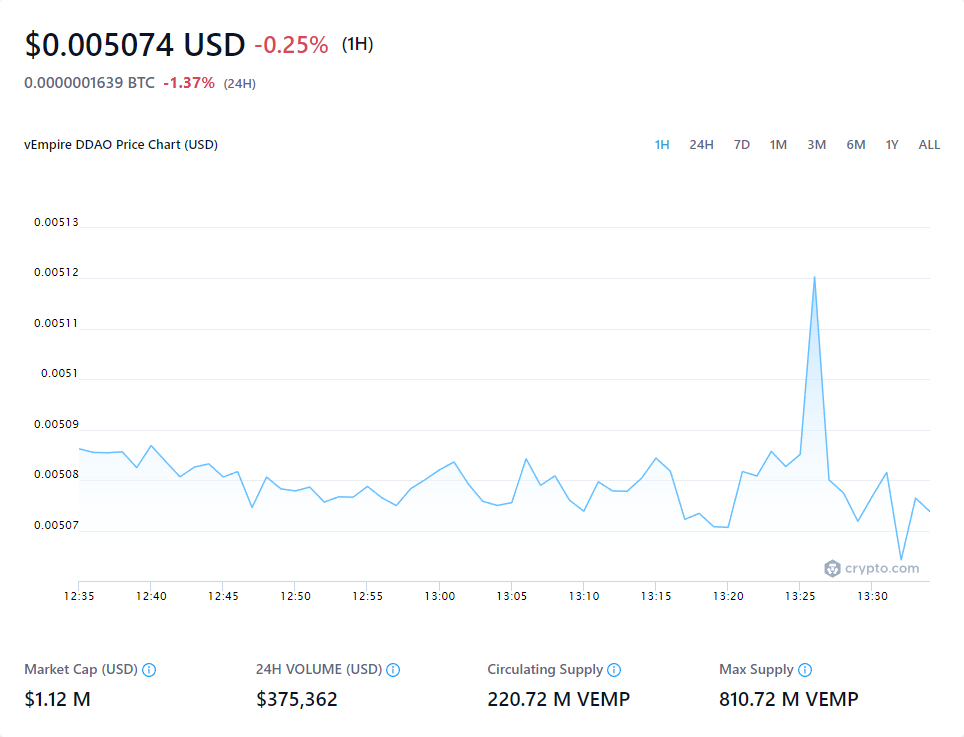 $0.005074 USD -0.25% (1H)
0.0000001639 BTC -1.37% (24H)
vEmpire DDAO Price Chart (USD) 1H 24H 7D 1M 3M 6M 1Y ALL
0.00513
0.00512
0.00511
0.0051
0.00509
0.00508
0.00507
crypto.com
12:35 12:40 12:45 12:50 12:55 13:00 13:05 13:10 13:15 13:20 13:25 13:30
Market Cap (USD) 24H VOLUME (USD) Circulating Supply Max Supply
$1.12 M $375,362 220.72 M VEMP 810.72 M VEMP